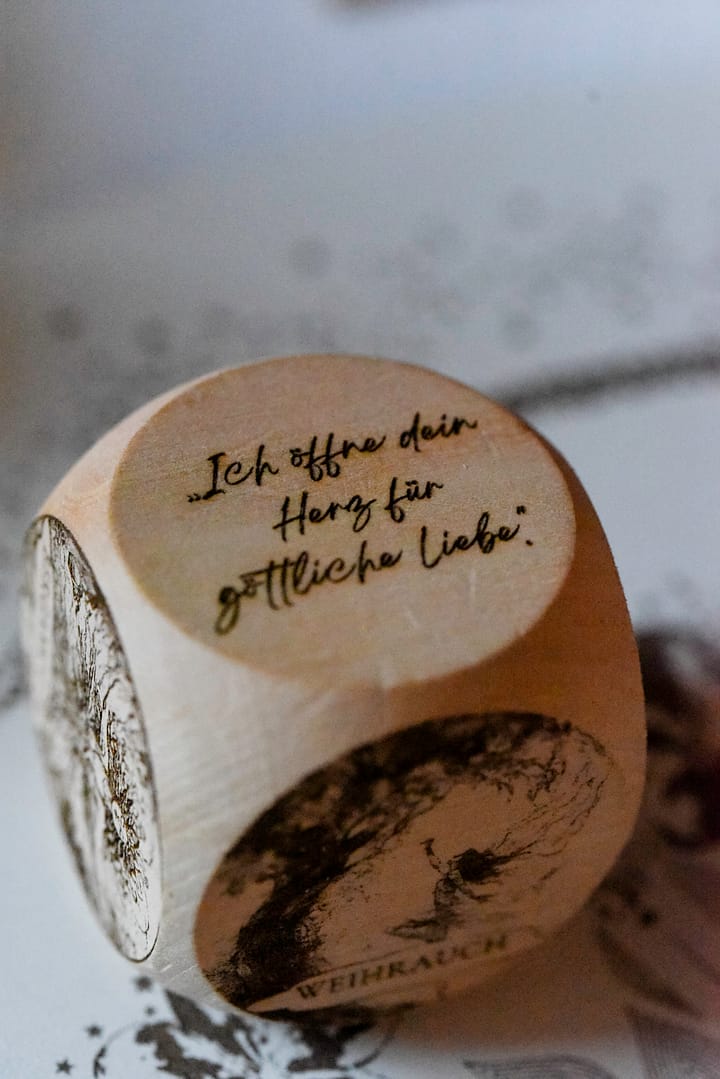 „Ich öffne dein
Herz für
göttliche Liebe“.
WEIHRAUCH